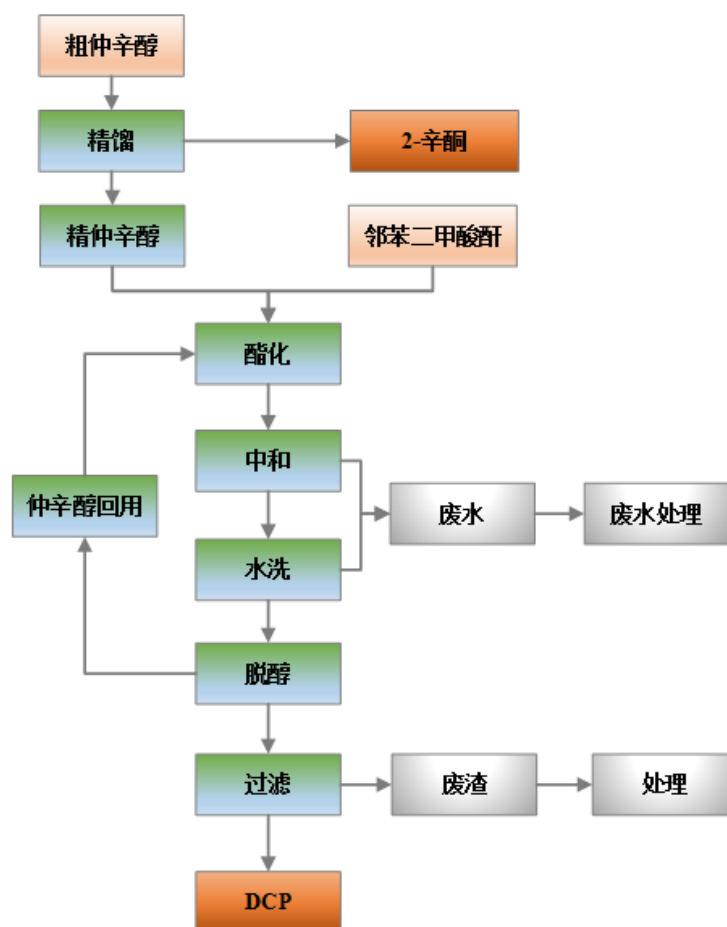 粗仲辛醇
精馏
2-辛酮
精仲辛醇
邻苯二甲酸酐
酯化
中和
仲辛醇回用
废水
废水处理
水洗
脱醇
过滤
废渣
处理
DCP